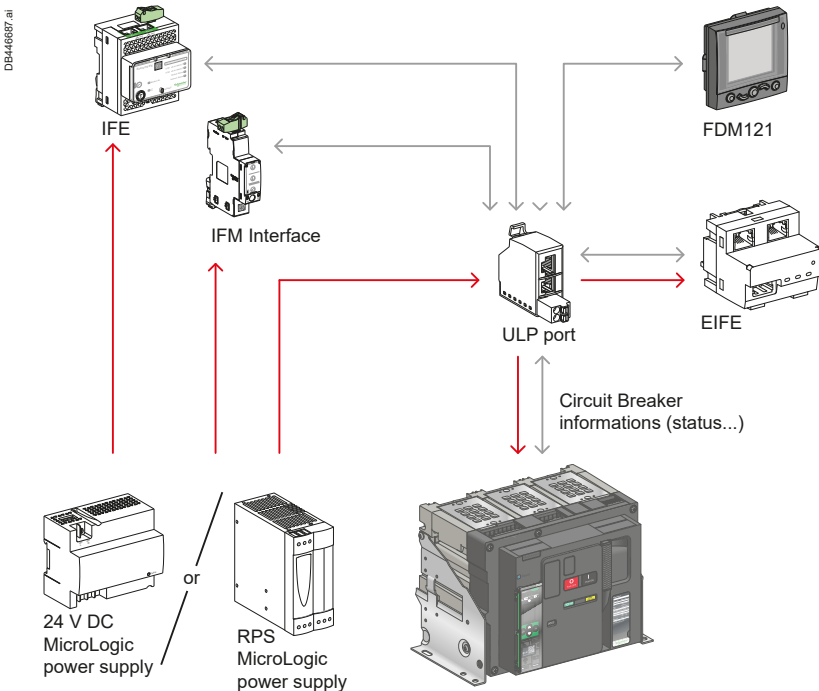 DB446687.ai
IFE
FDM121
IFM Interface
ULP port
EIFE
Circuit Breaker
informations (status...)
or
24 V DC
MicroLogic
power supply
RPS
MicroLogic
power supply